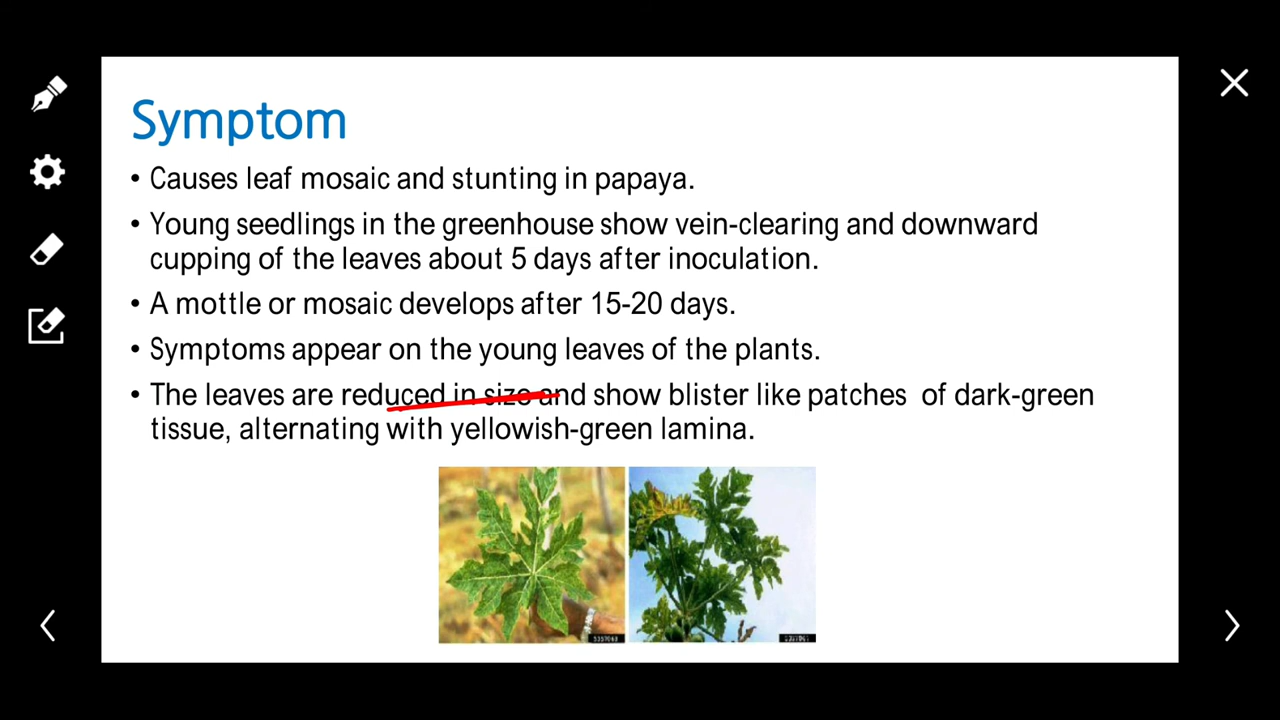 Symptom
• Causes leaf mosaic and stunting in papaya.
• Young seedlings in the greenhouse show vein-clearing and downward
cupping of the leaves about 5 days after inoculation.
• A mottle or mosaic develops after 15-20 days.
• Symptoms appear on the young leaves of the plants.
• The leaves are reduced in size and show blister like patches of dark-green
tissue, alternating with yellowish-green lamina.